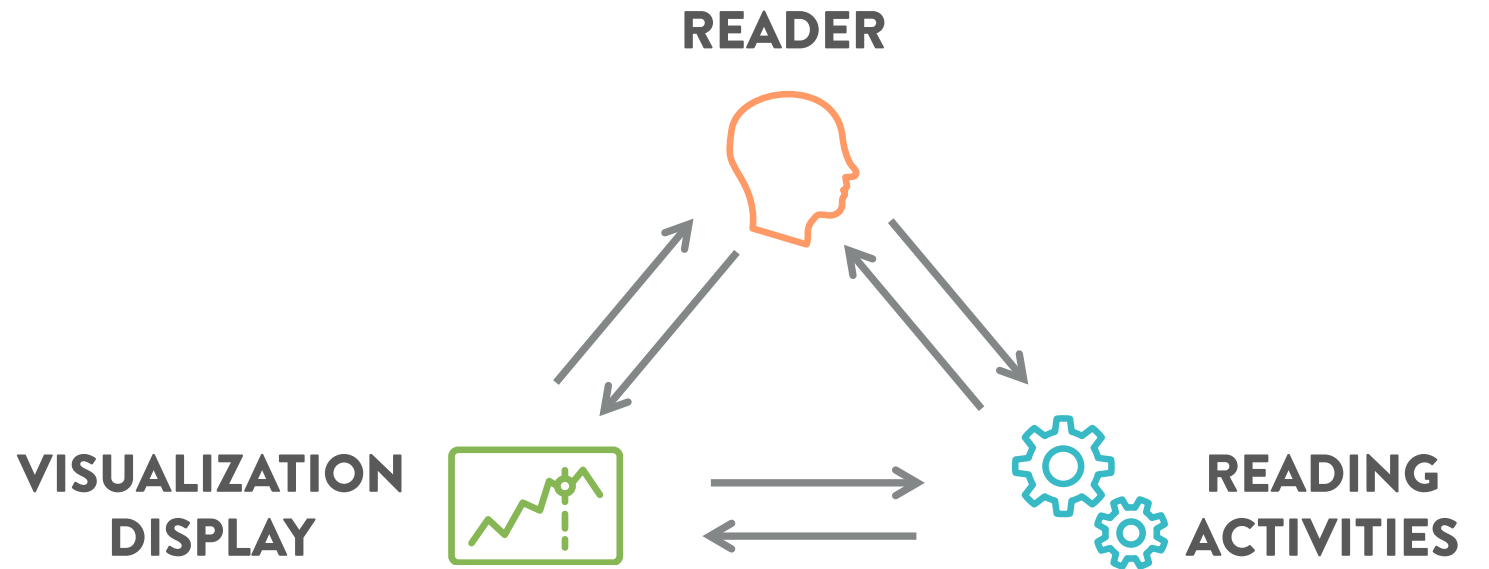 READER
VISUALIZATION
DISPLAY
READING
ACTIVITIES